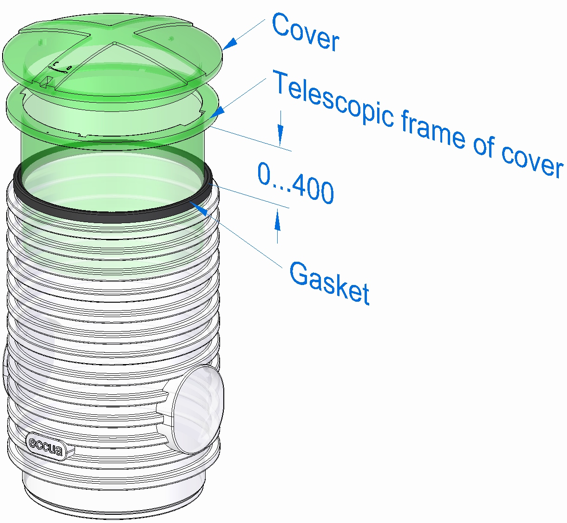 Cover
Telescopic frame of cover
0...400
Gasket
eccua